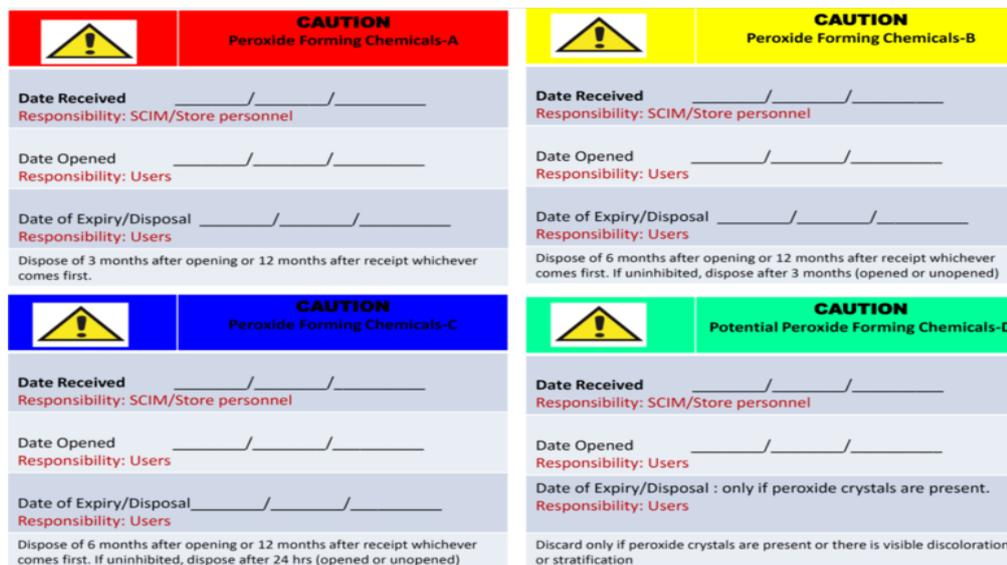 CAUTION
Peroxide Forming Chemicals-A
Date Received ________/________/__________
Responsibility: SCIM/Store personnel
Date Opened ________/________/__________
Responsibility: Users
Date of Expiry/Disposal ________/________/__________
Responsibility: Users
Dispose of 3 months after opening or 12 months after receipt whichever
comes first.
CAUTION
Peroxide Forming Chemicals-B
Date Received ________/________/__________
Responsibility: SCIM/Store personnel
Date Opened ________/________/__________
Responsibility: Users
Date of Expiry/Disposal ________/________/__________
Responsibility: Users
Dispose of 6 months after opening or 12 months after receipt whichever
comes first. If uninhibited, dispose after 3 months (opened or unopened)
CAUTION
Peroxide Forming Chemicals-C
Date Received ________/________/__________
Responsibility: SCIM/Store personnel
Date Opened ________/________/__________
Responsibility: Users
Date of Expiry/Disposal________/________/__________
Responsibility: Users
Dispose of 6 months after opening or 12 months after receipt whichever
comes first. If uninhibited, dispose after 24 hrs (opened or unopened)
CAUTION
Potential Peroxide Forming Chemicals-D
Date Received ________/________/__________
Responsibility: SCIM/Store personnel
Date Opened ________/________/__________
Responsibility: Users
Date of Expiry/Disposal : only if peroxide crystals are present.
Responsibility: Users
Discard only if peroxide crystals are present or there is visible discoloration
or stratification